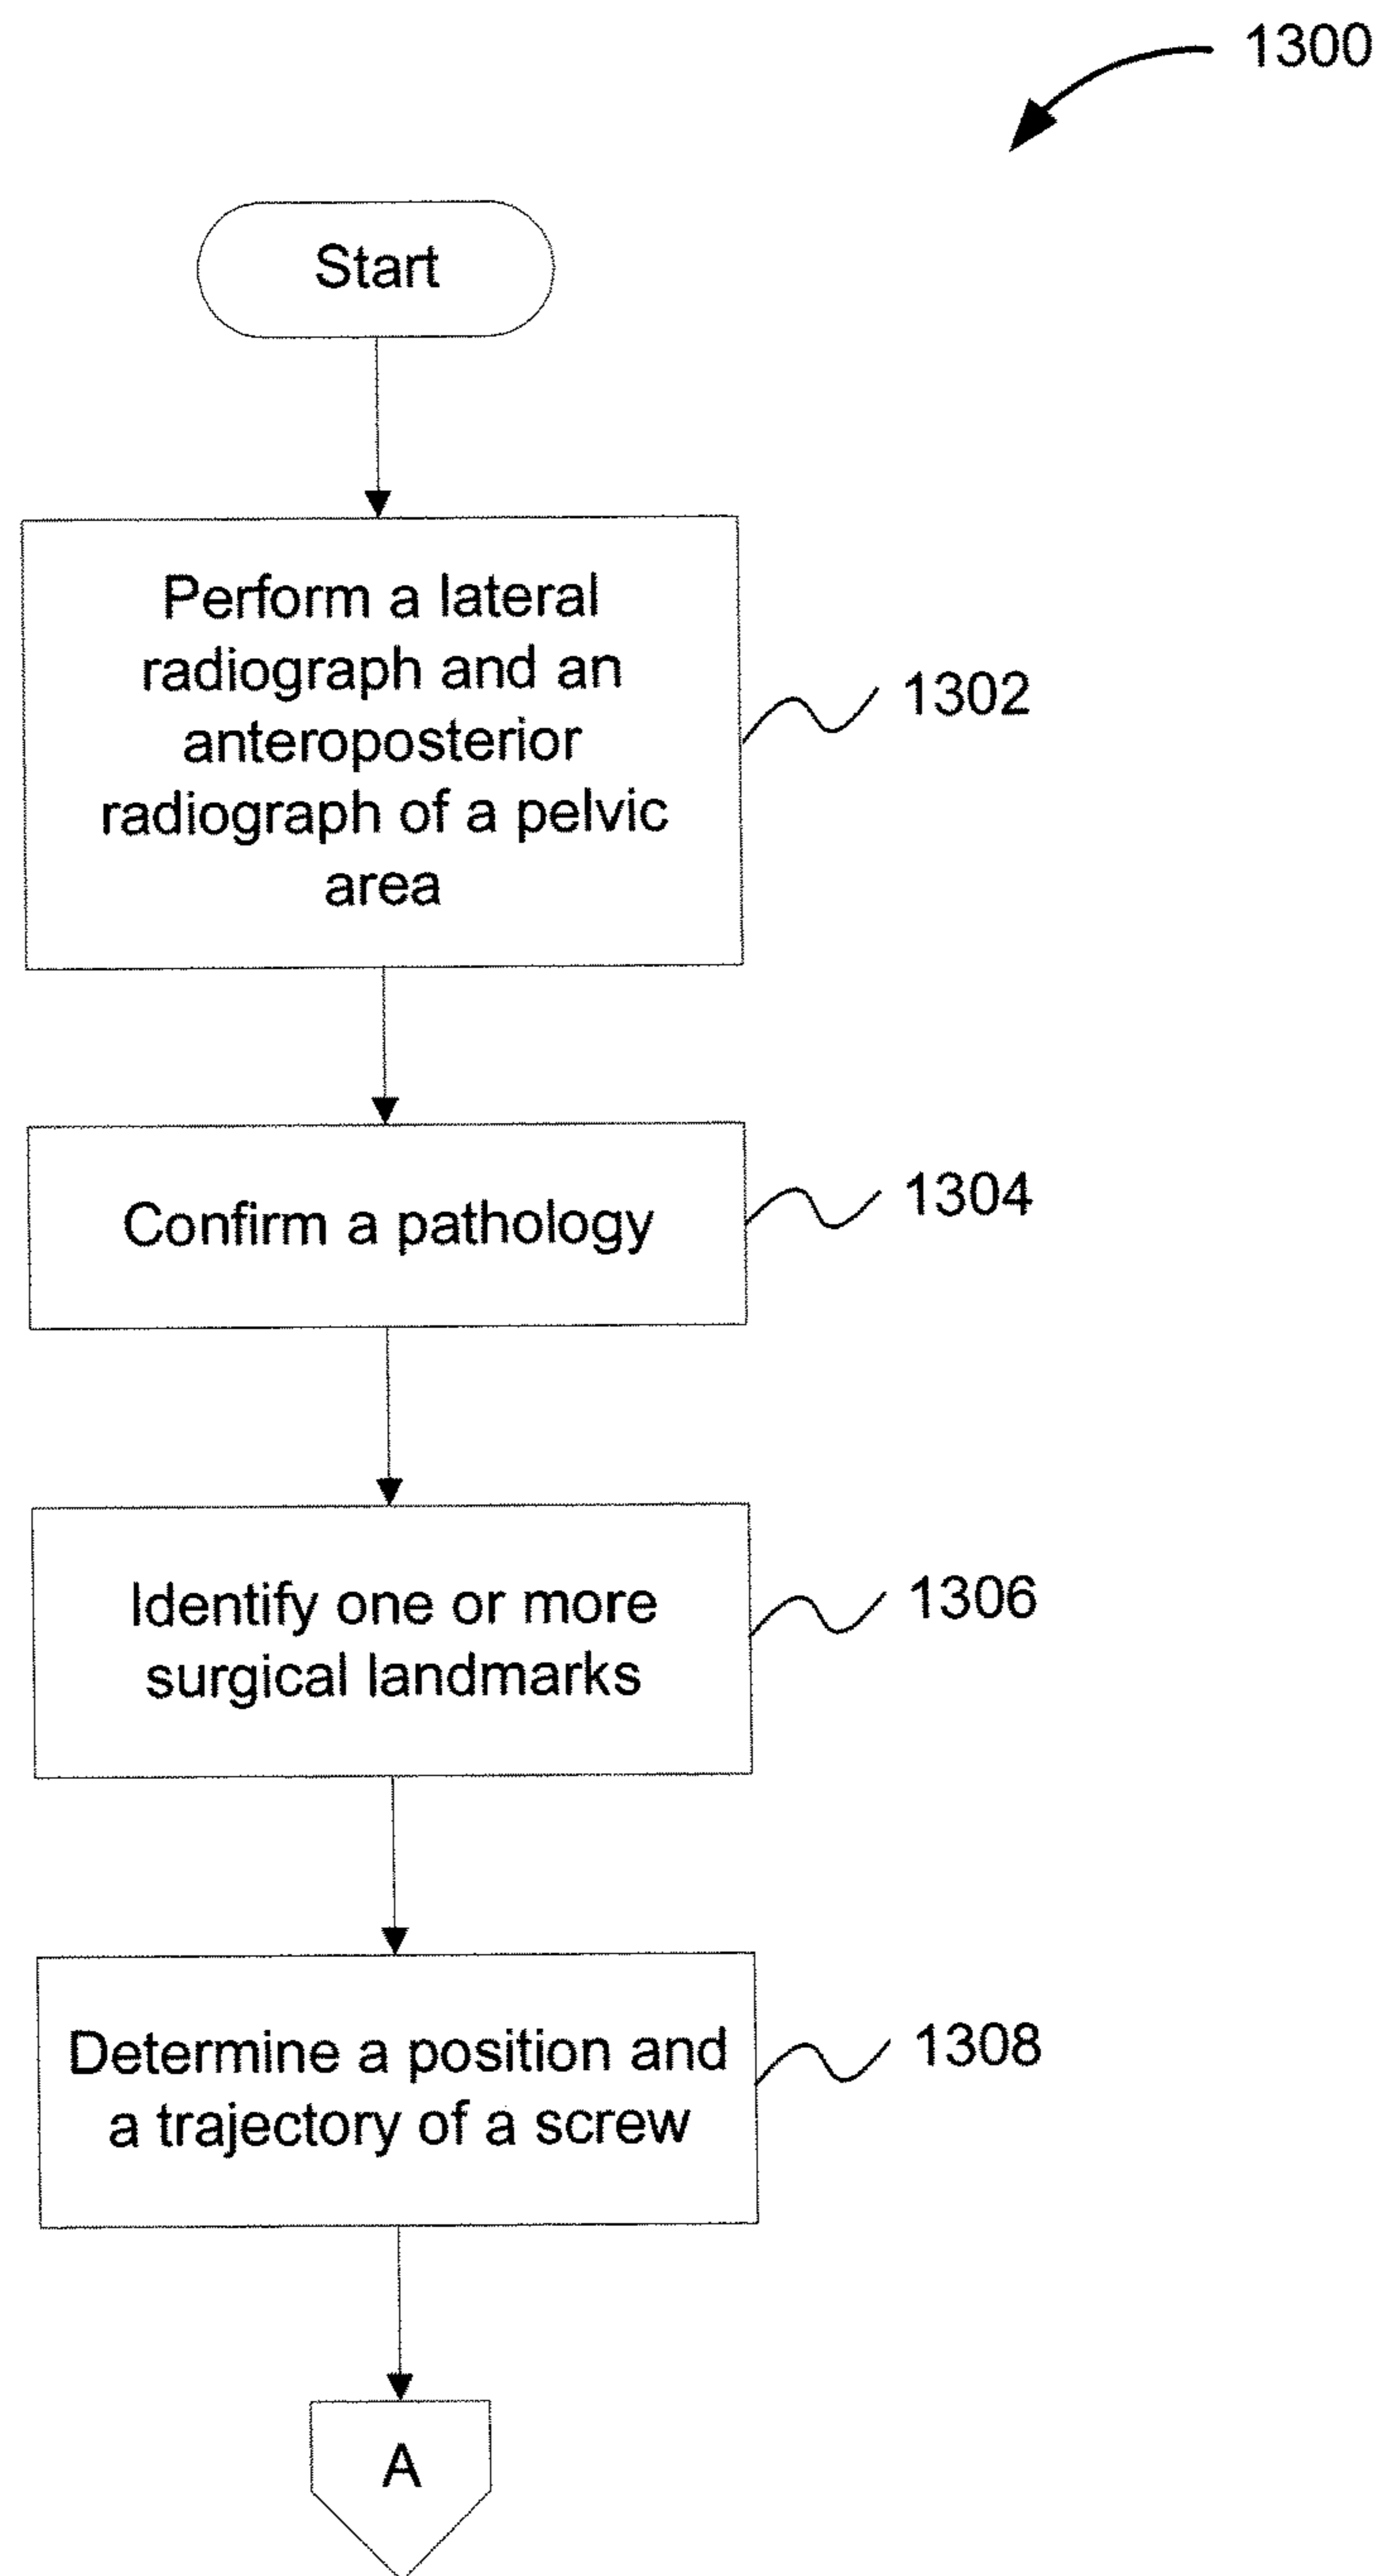 1300
Start
Perform a lateral
radiograph and an
anteroposterior
radiograph of a pelvic
area
1302
Confirm a pathology
1304
Identify one or more
surgical landmarks
1306
Determine a position and
a trajectory of a screw
1308
A